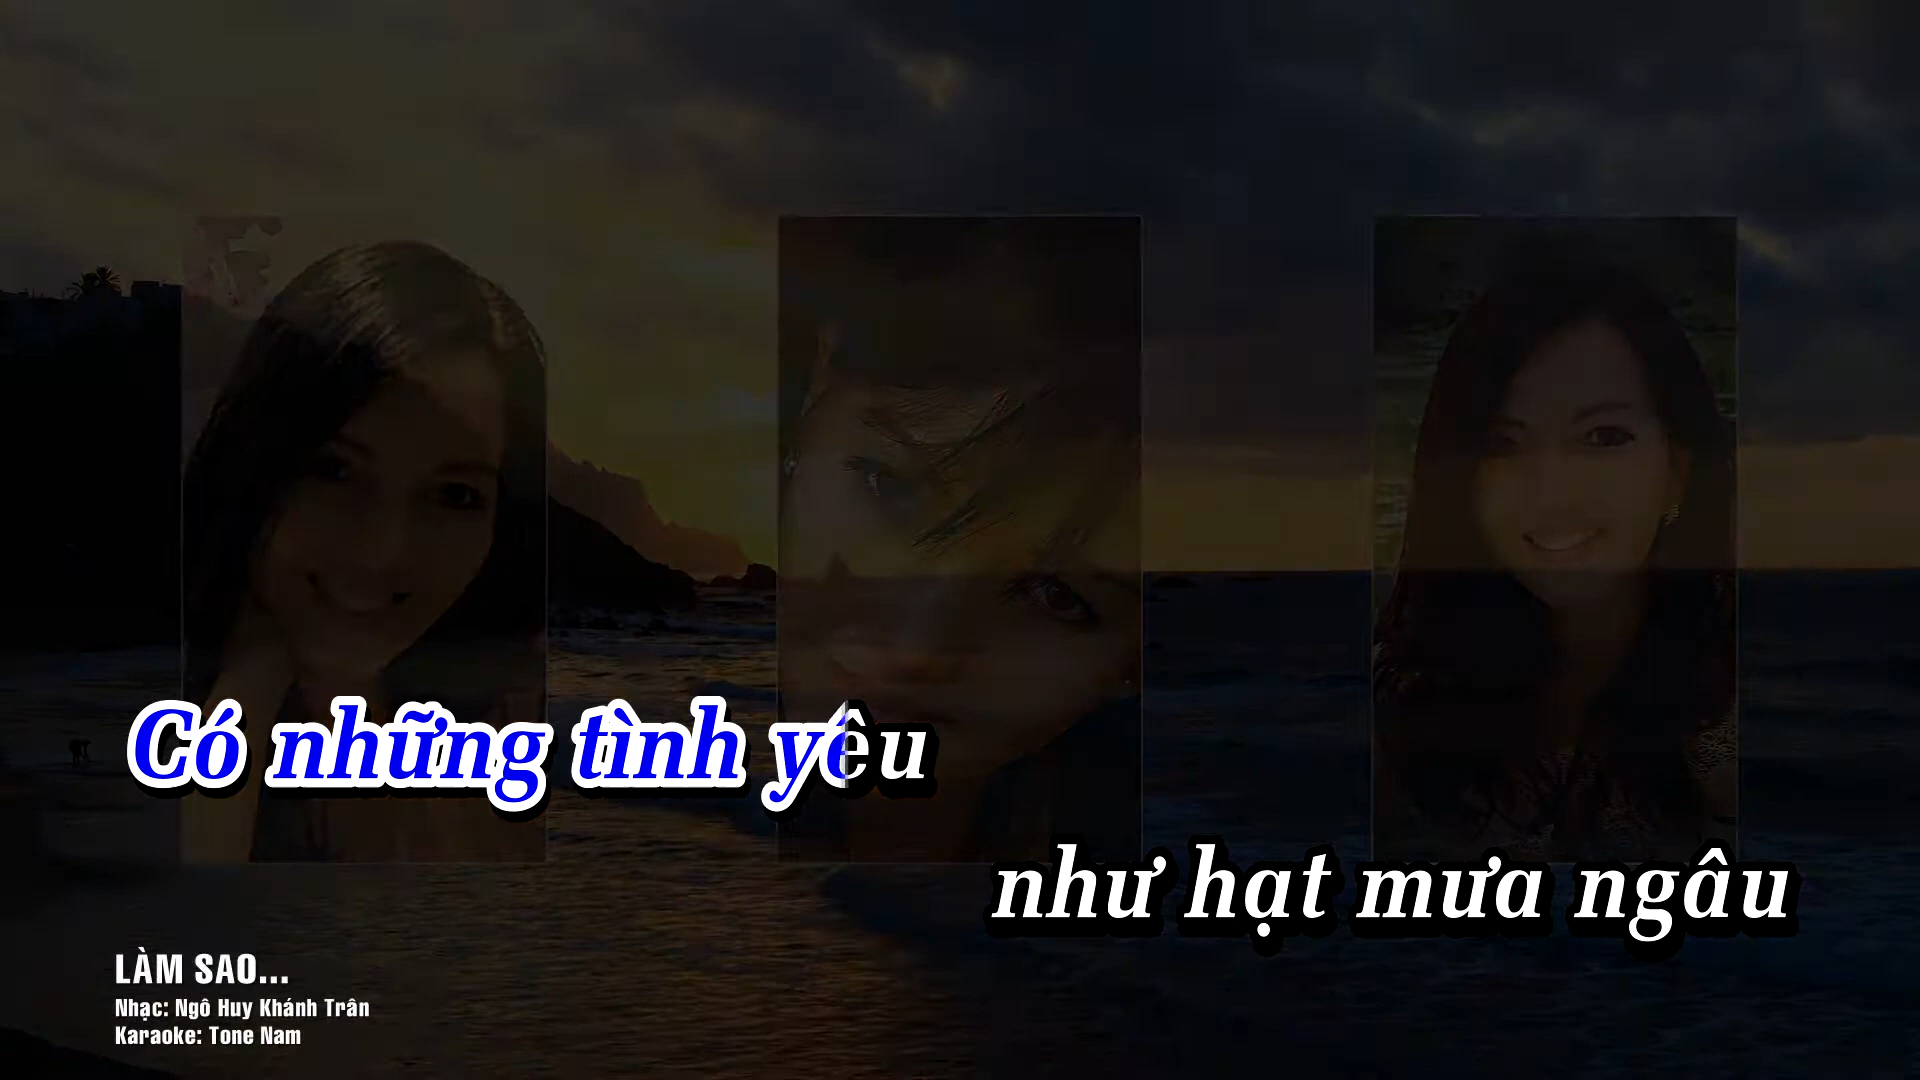 Có những tình yêu
như hạt mưa ngâu
LÀM SAO...
Nhạc: Ngô Huy Khánh Trân
Karaoke: Tone Nam